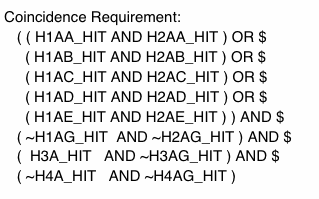 Coincidence Requirement:
( ( H1AA_HIT AND H2AA_HIT ) OR $
( H1AB_HIT AND H2AB_HIT ) OR $
( H1AC_HIT AND H2AC_HIT ) OR $
( H1AD_HIT AND H2AD_HIT ) OR $
( H1AE_HIT AND H2AE_HIT ) ) AND $
( ~H1AG_HIT AND ~H2AG_HIT ) AND $
( H3A_HIT AND ~H3AG_HIT ) AND $
( ~H4A_HIT AND ~H4AG_HIT )